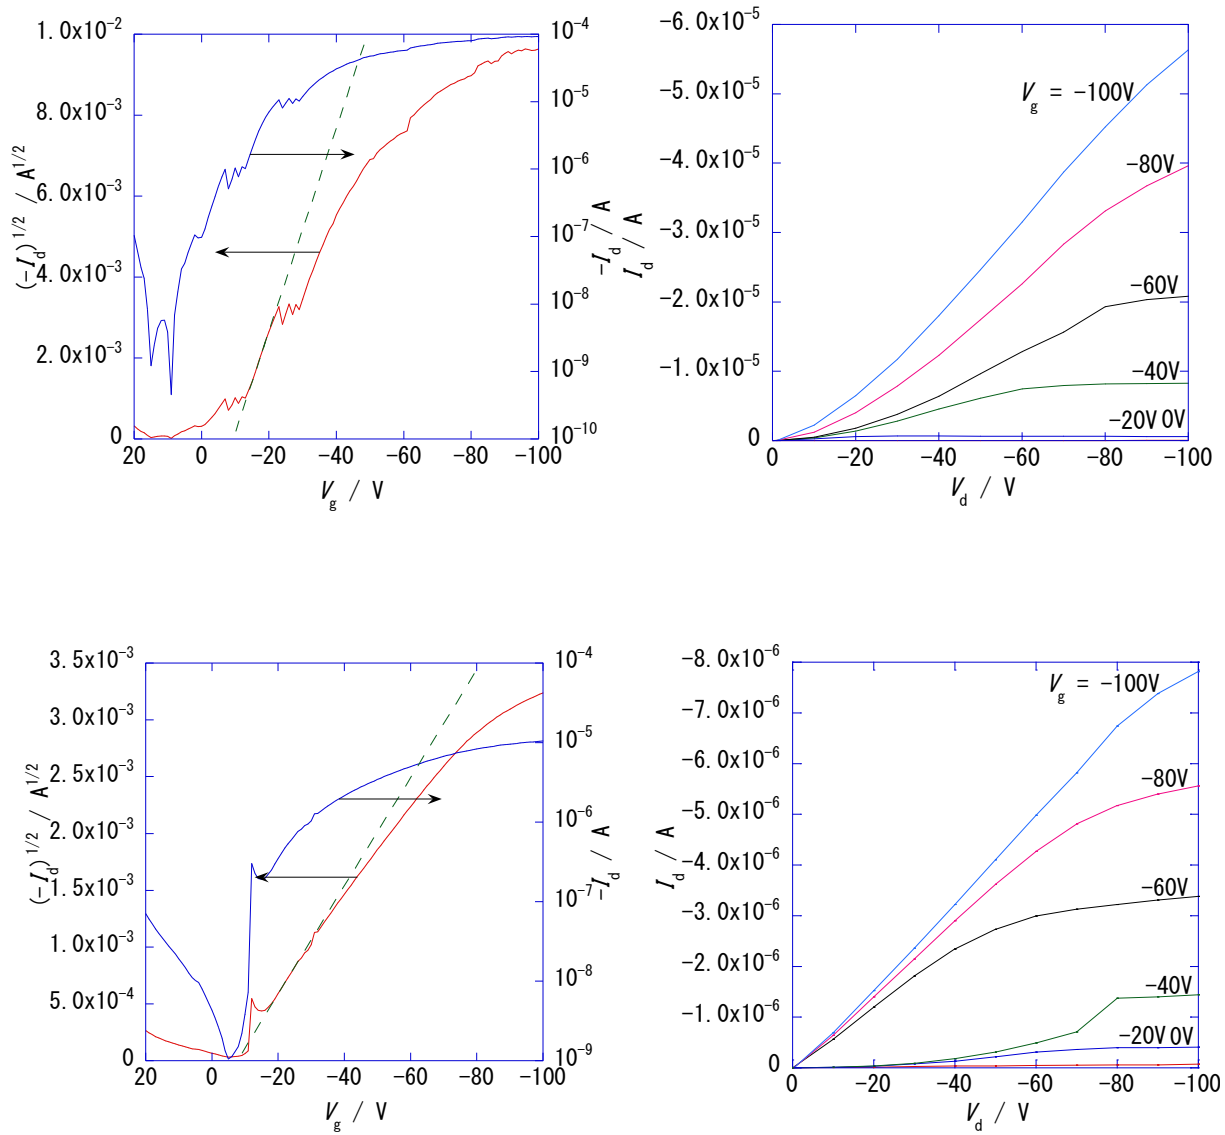 1.0x10⁻²
8.0x10⁻³
6.0x10⁻³
4.0x10⁻³
2.0x10⁻³
0
(-I_d)^1/2 / A^1/2
10⁻⁴
10⁻⁵
10⁻⁶
10⁻⁷
10⁻⁸
10⁻⁹
10⁻¹⁰
-I_d / A
20 0 -20 -40 -60 -80 -100
V_g / V
-6.0x10⁻⁵
-5.0x10⁻⁵
-4.0x10⁻⁵
-3.0x10⁻⁵
-2.0x10⁻⁵
-1.0x10⁻⁵
0
I_d / A
V_g = -100V
-80V
-60V
-40V
-20V 0V
0 -20 -40 -60 -80 -100
V_d / V
3.5x10⁻³
3.0x10⁻³
2.5x10⁻³
2.0x10⁻³
1.5x10⁻³
1.0x10⁻³
5.0x10⁻⁴
0
(-I_d)^1/2 / A^1/2
10⁻⁴
10⁻⁵
10⁻⁶
10⁻⁷
10⁻⁸
10⁻⁹
-I_d / A
20 0 -20 -40 -60 -80 -100
V_g / V
-8.0x10⁻⁶
-7.0x10⁻⁶
-6.0x10⁻⁶
-5.0x10⁻⁶
-4.0x10⁻⁶
-3.0x10⁻⁶
-2.0x10⁻⁶
-1.0x10⁻⁶
0
I_d / A
V_g = -100V
-80V
-60V
-40V
-20V 0V
0 -20 -40 -60 -80 -100
V_d / V